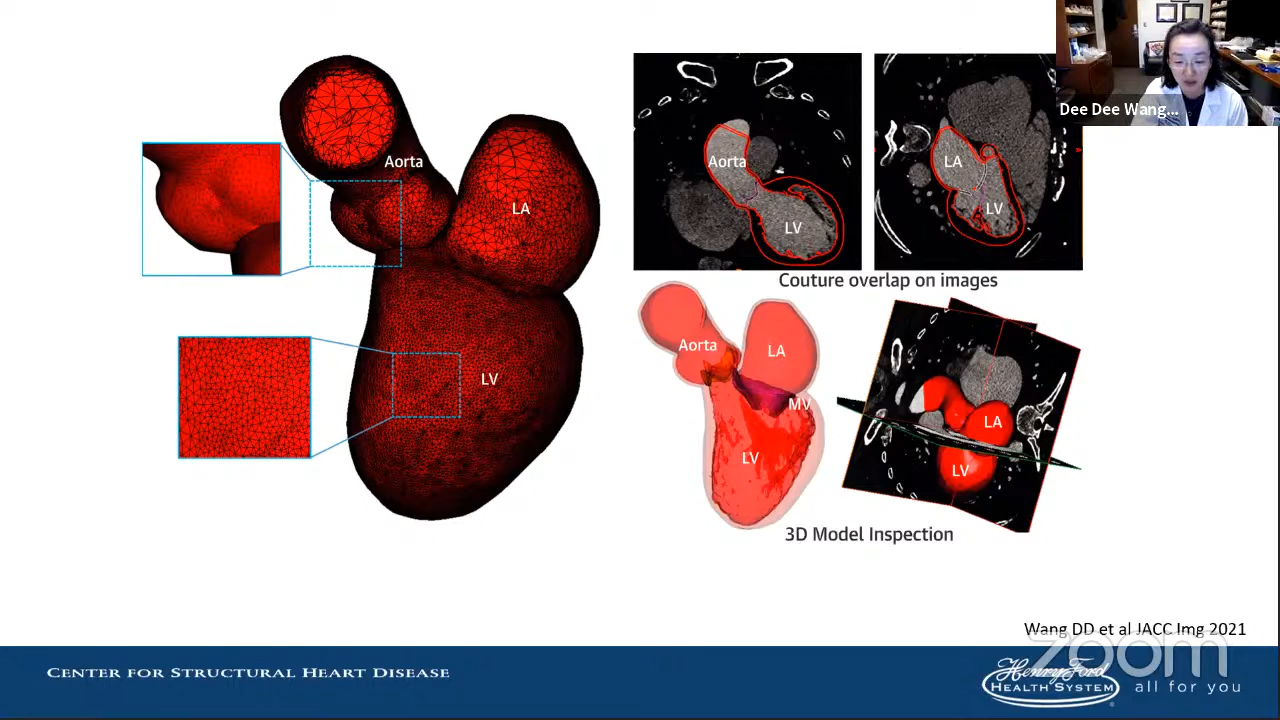 Dee Dee Wang...
Aorta
LA
LV
Aorta
LV
LA
LV
Couture overlap on images
Aorta
LA
MV
LV
LA
LV
3D Model Inspection
Wang DD et al JACC Img 2021
zoom
CENTER FOR STRUCTURAL HEART DISEASE
Henry Ford
HEALTH SYSTEM
all for you